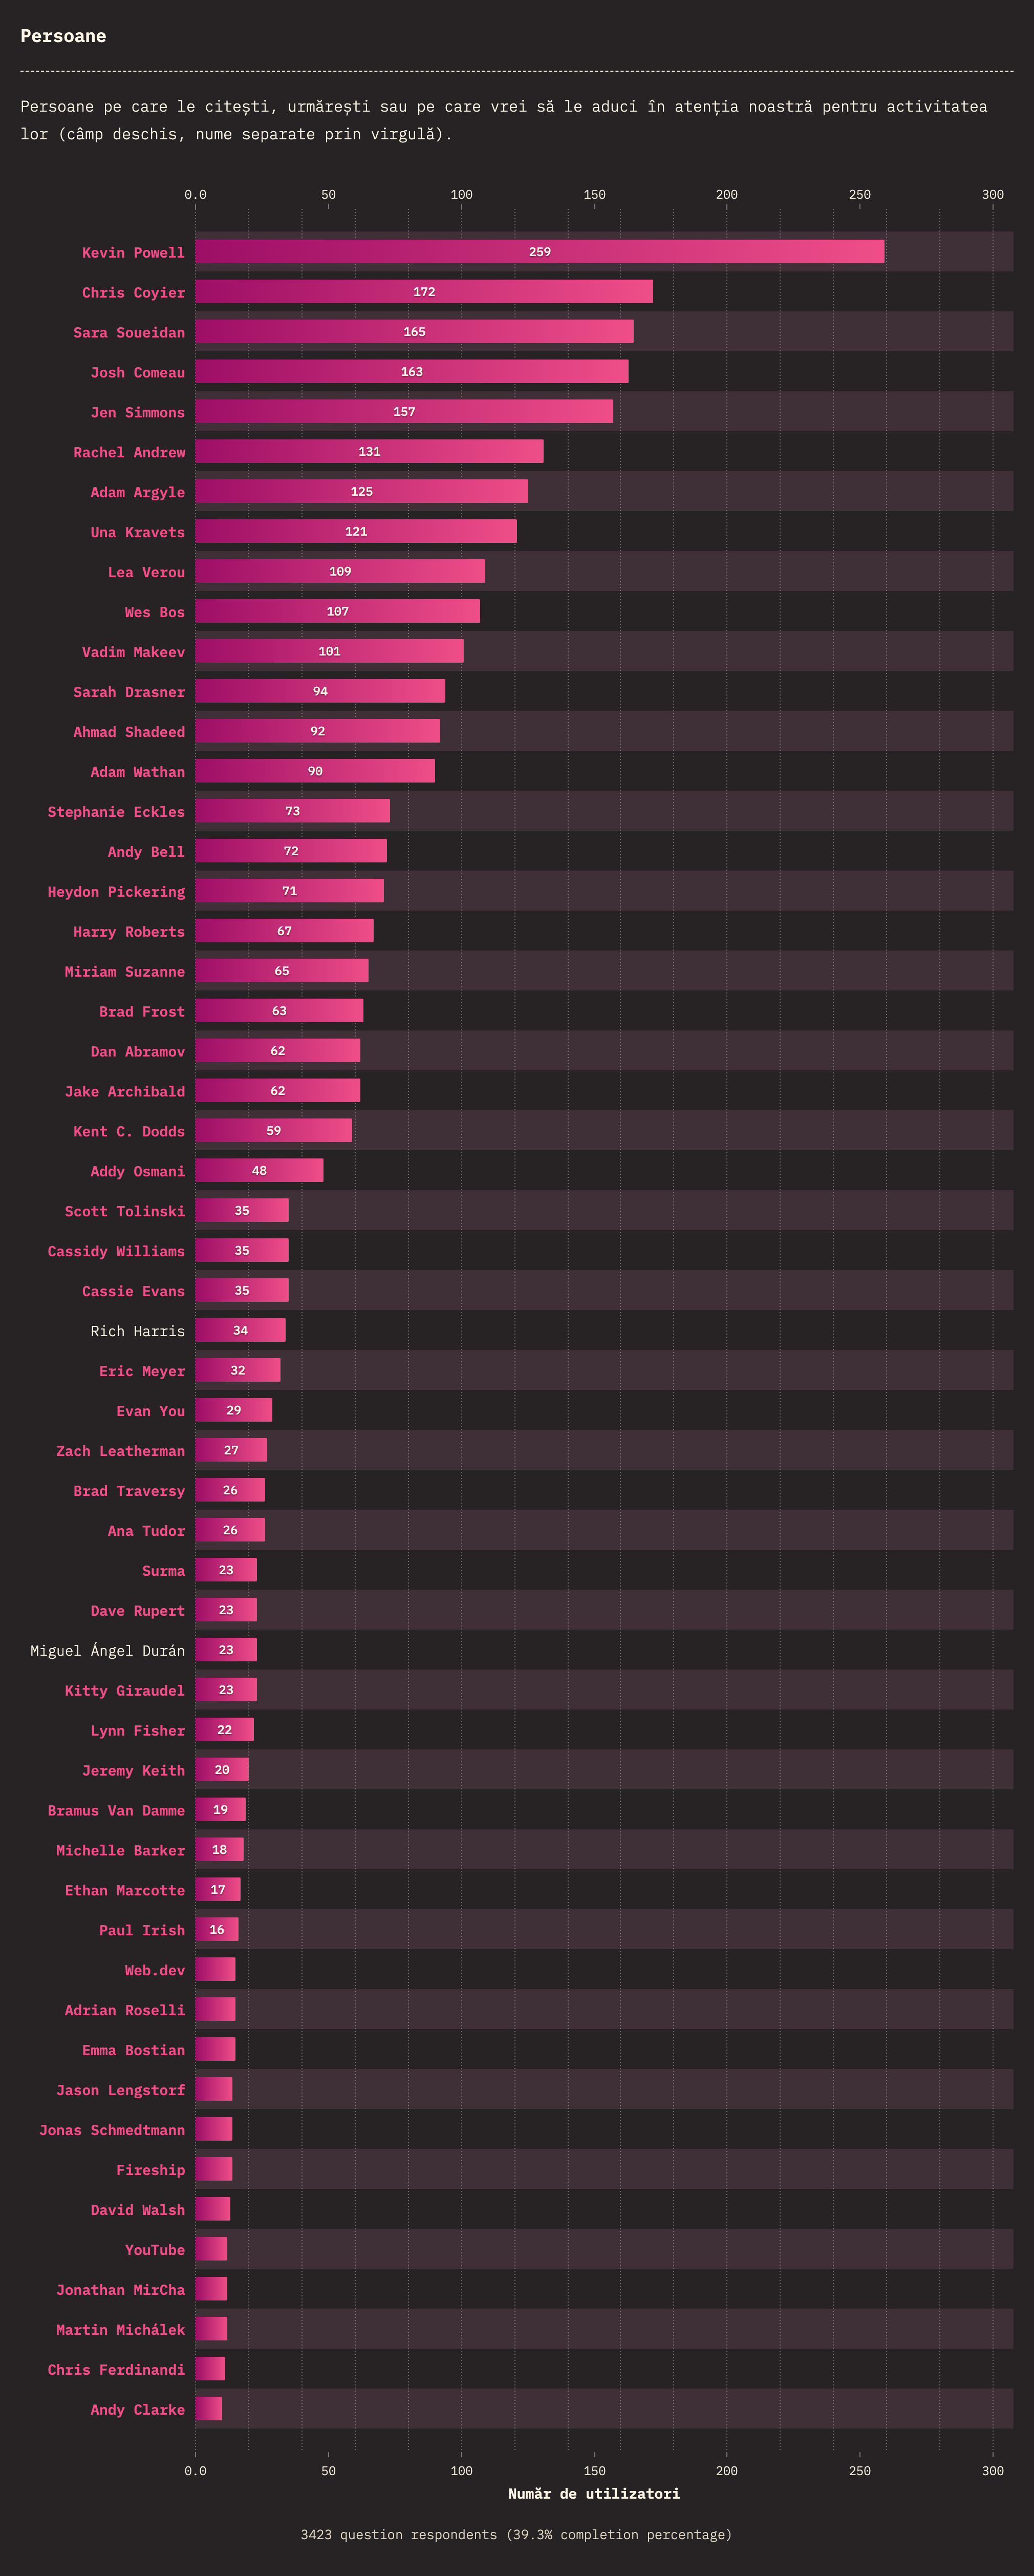 Persoane
Persoane pe care le citești, urmărești sau pe care vrei să le aduci în atenția noastră pentru activitatea
lor (câmp deschis, nume separate prin virgulă).
0.0 50 100 150 200 250 300
Kevin Powell 259
Chris Coyier 172
Sara Soueidan 165
Josh Comeau 163
Jen Simmons 157
Rachel Andrew 131
Adam Argyle 125
Una Kravets 121
Lea Verou 109
Wes Bos 107
Vadim Makeev 101
Sarah Drasner 94
Ahmad Shadeed 92
Adam Wathan 90
Stephanie Eckles 73
Andy Bell 72
Heydon Pickering 71
Harry Roberts 67
Miriam Suzanne 65
Brad Frost 63
Dan Abramov 62
Jake Archibald 62
Kent C. Dodds 59
Addy Osmani 48
Scott Tolinski 35
Cassidy Williams 35
Cassie Evans 35
Rich Harris 34
Eric Meyer 32
Evan You 29
Zach Leatherman 27
Brad Traversy 26
Ana Tudor 26
Surma 23
Dave Rupert 23
Miguel Ángel Durán 23
Kitty Giraudel 23
Lynn Fisher 22
Jeremy Keith 20
Bramus Van Damme 19
Michelle Barker 18
Ethan Marcotte 17
Paul Irish 16
Web.dev
Adrian Roselli
Emma Bostian
Jason Lengstorf
Jonas Schmedtmann
Fireship
David Walsh
YouTube
Jonathan MirCha
Martin Michálek
Chris Ferdinandi
Andy Clarke
0.0 50 100 150 200 250 300
Număr de utilizatori
3423 question respondents (39.3% completion percentage)